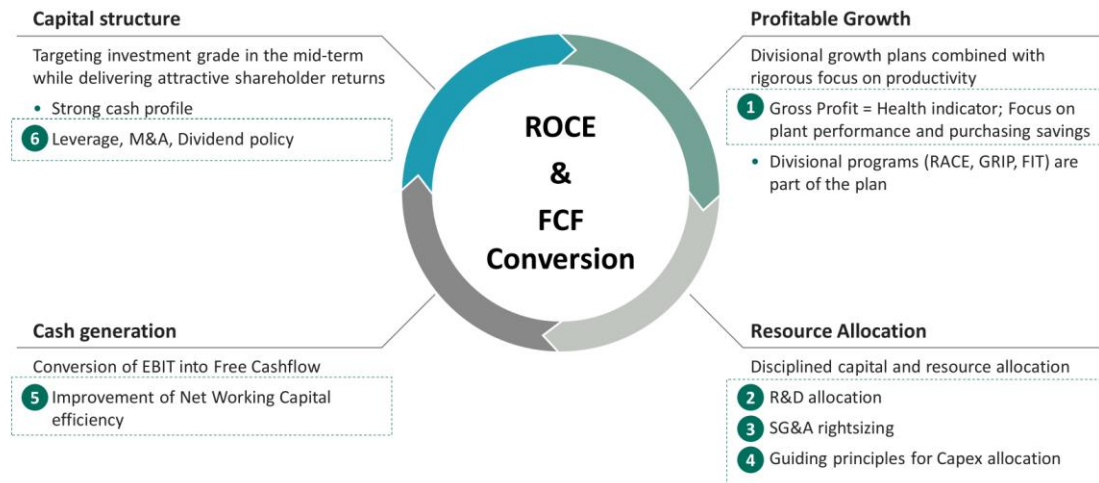 Capital structure
Targeting investment grade in the mid-term
while delivering attractive shareholder returns
• Strong cash profile
6 Leverage, M&A, Dividend policy
Profitable Growth
Divisional growth plans combined with
rigorous focus on productivity
1 Gross Profit = Health indicator; Focus on
plant performance and purchasing savings
• Divisional programs (RACE, GRIP, FIT) are
part of the plan
ROCE
&
FCF
Conversion
Cash generation
Conversion of EBIT into Free Cashflow
5 Improvement of Net Working Capital
efficiency
Resource Allocation
Disciplined capital and resource allocation
2 R&D allocation
3 SG&A rightsizing
4 Guiding principles for Capex allocation